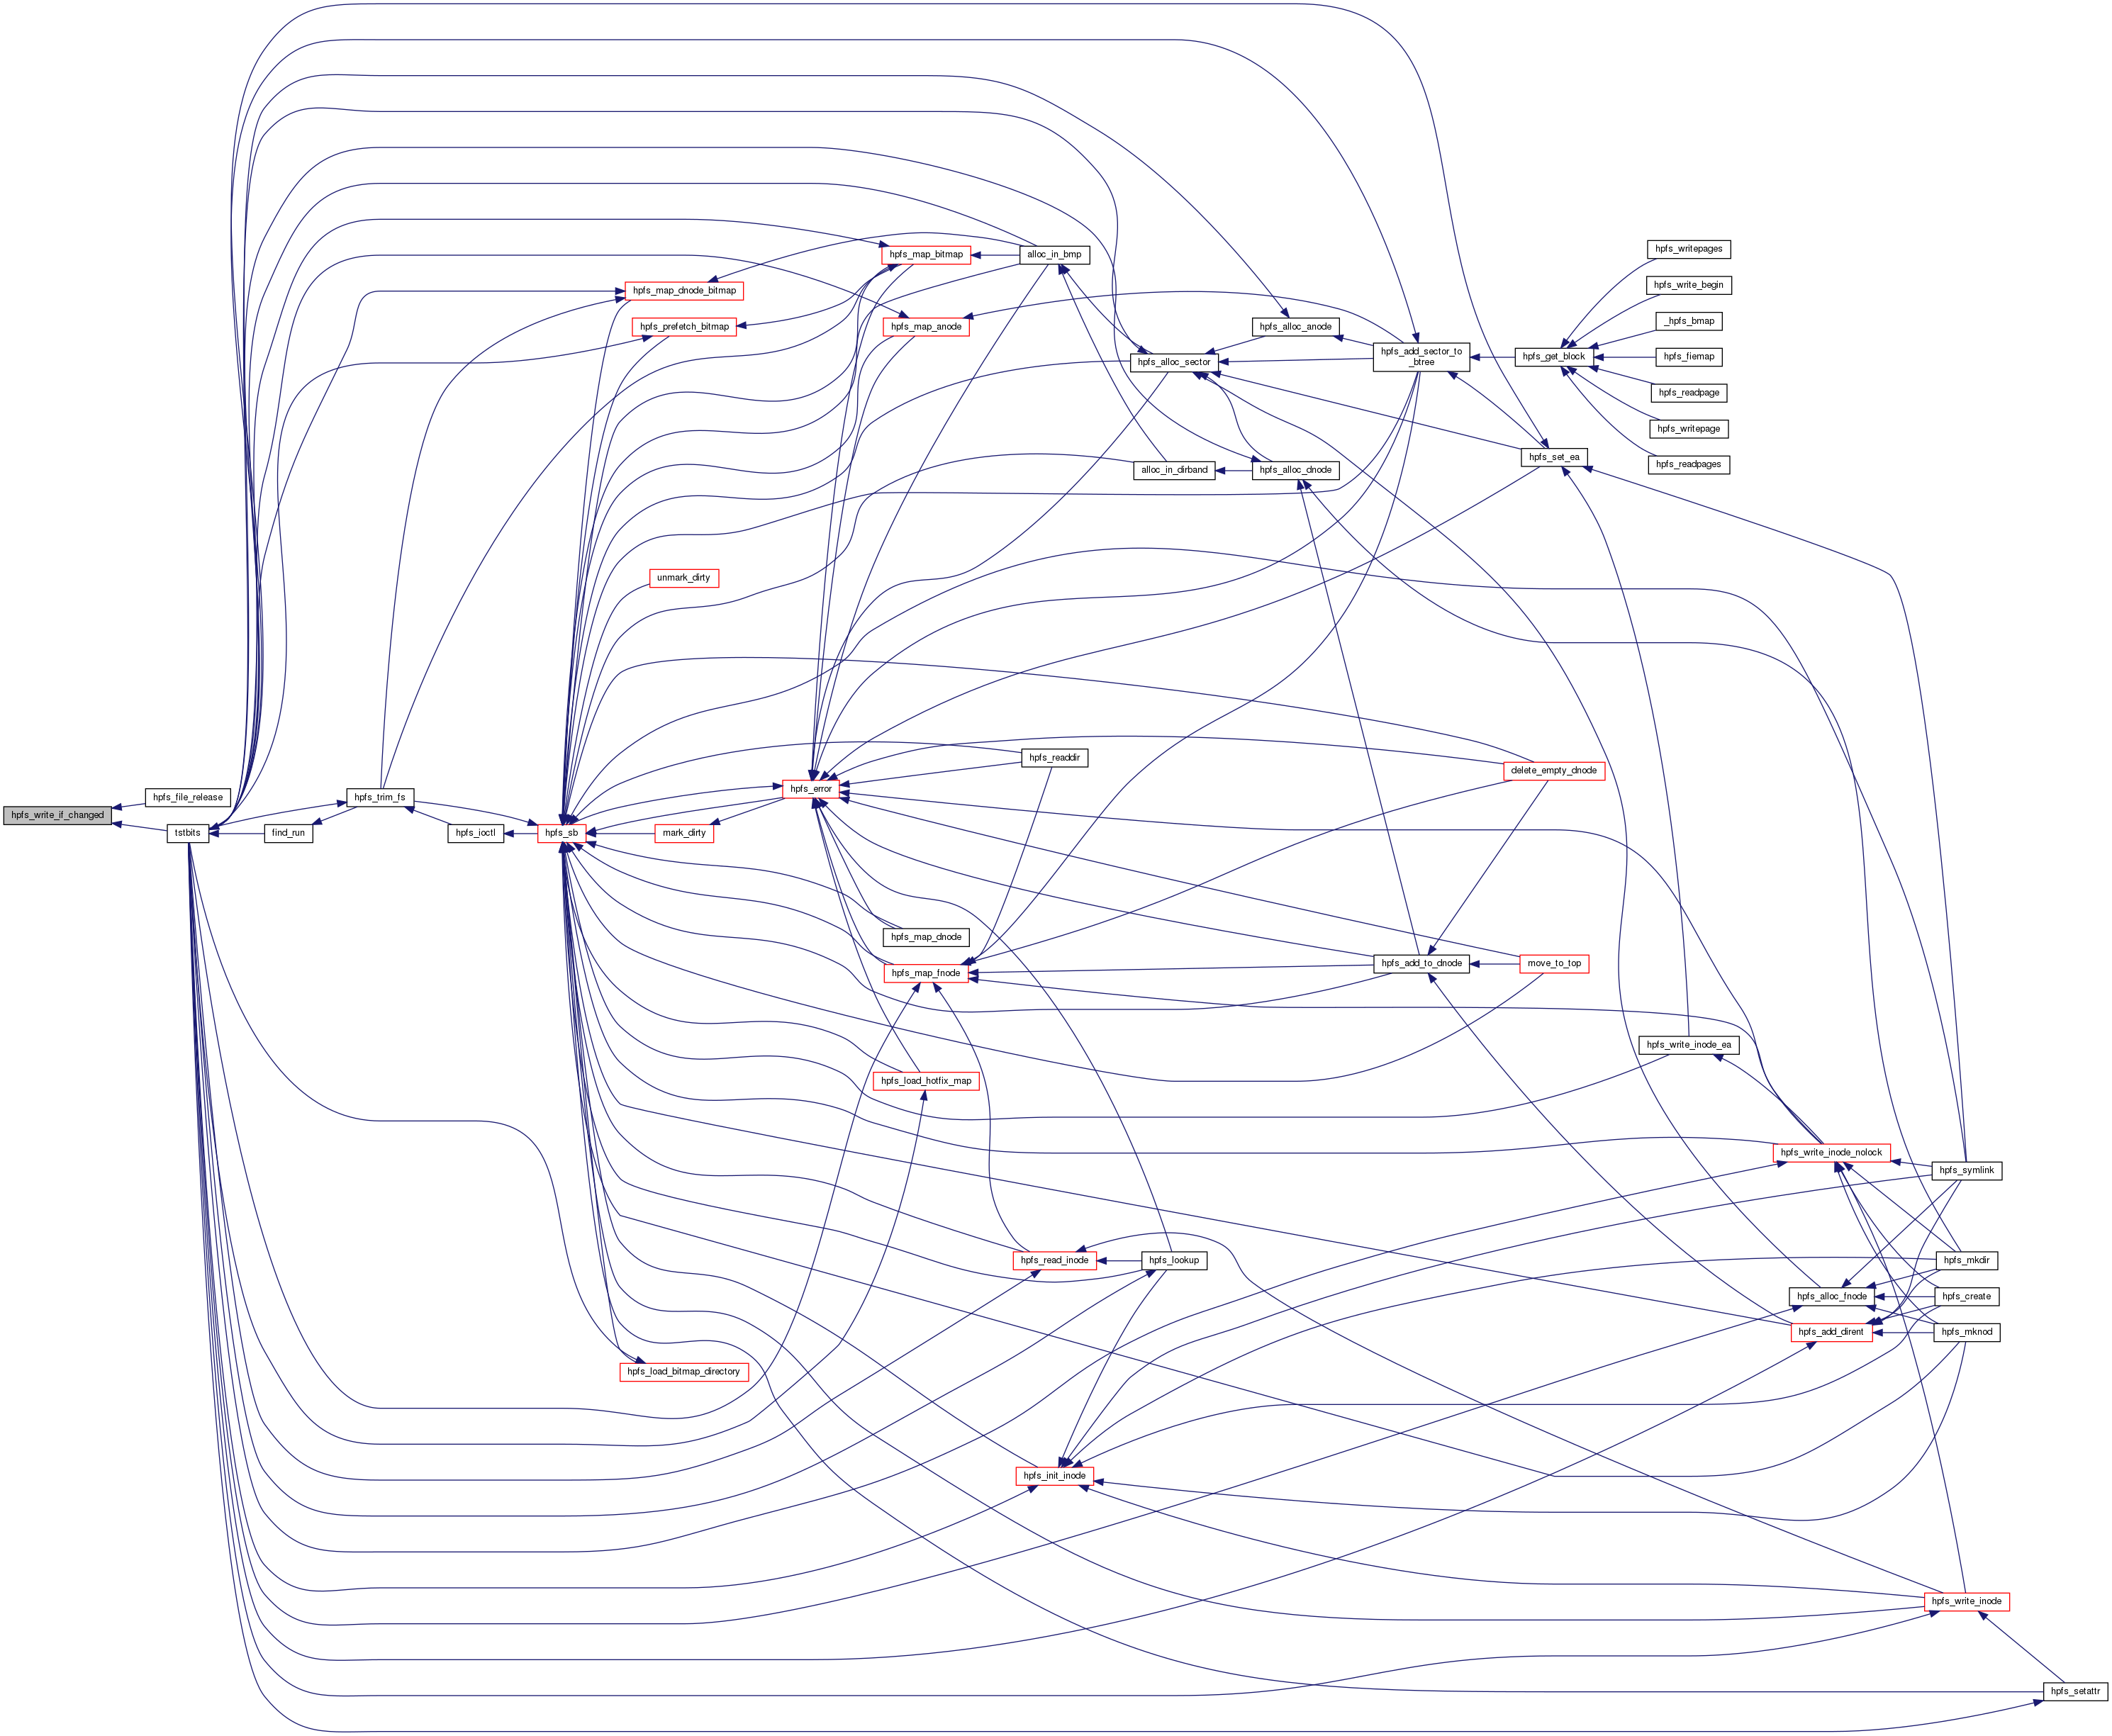 hpfs_write_if_changed
hpfs_file_release
tstbits
find_run
hpfs_trim_fs
hpfs_ioctl
hpfs_sb
hpfs_map_dnode_bitmap
hpfs_prefetch_bitmap
unmark_dirty
mark_dirty
hpfs_load_bitmap_directory
hpfs_error
hpfs_map_bitmap
hpfs_map_anode
hpfs_map_dnode
hpfs_map_fnode
hpfs_load_hotfix_map
alloc_in_bmp
hpfs_readdir
hpfs_read_inode
hpfs_init_inode
hpfs_alloc_sector
alloc_in_dirband
hpfs_lookup
hpfs_alloc_anode
hpfs_alloc_dnode
hpfs_add_sector_to
_btree
hpfs_add_to_dnode
hpfs_get_block
hpfs_set_ea
delete_empty_dnode
move_to_top
hpfs_writepages
hpfs_write_begin
_hpfs_bmap
hpfs_fiemap
hpfs_readpage
hpfs_writepage
hpfs_readpages
hpfs_write_inode_ea
hpfs_write_inode_nolock
hpfs_alloc_fnode
hpfs_add_dirent
hpfs_symlink
hpfs_mkdir
hpfs_create
hpfs_mknod
hpfs_write_inode
hpfs_setattr